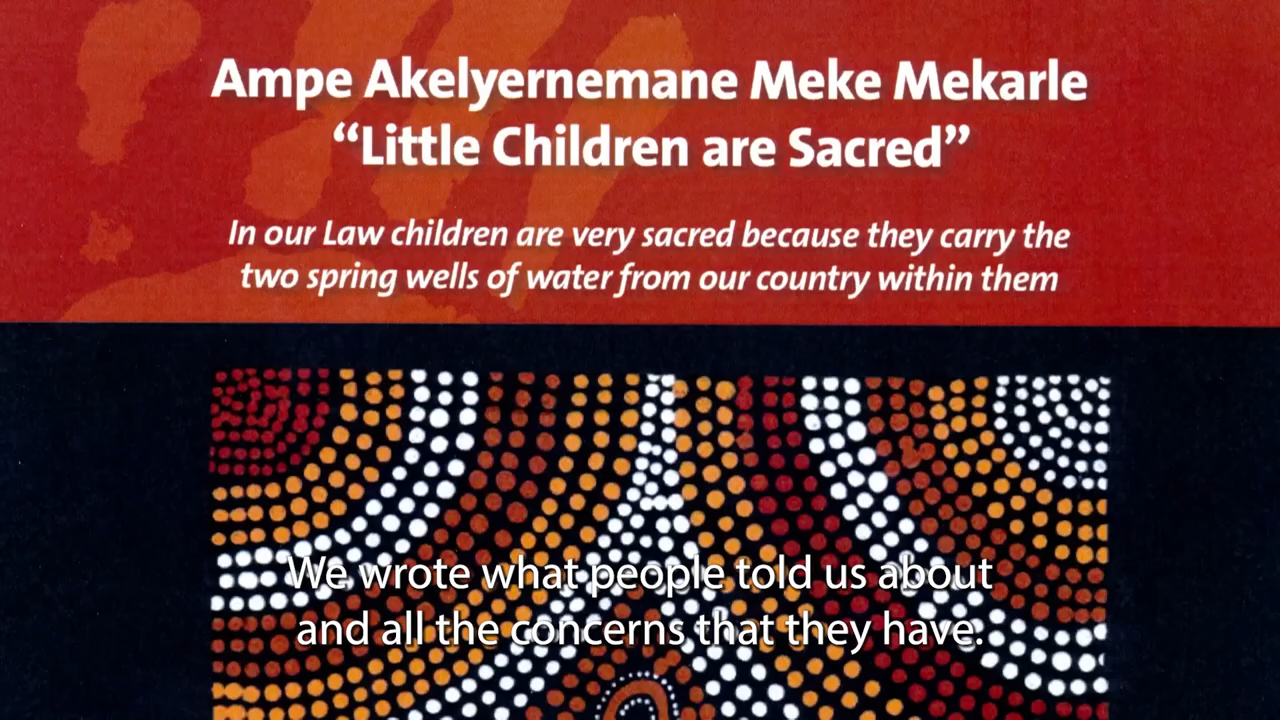 Ampe Akelyernemane Meke Mekarle
“Little Children are Sacred”
In our Law children are very sacred because they carry the
two spring wells of water from our country within them
We wrote what people told us about
and all the concerns that they have.